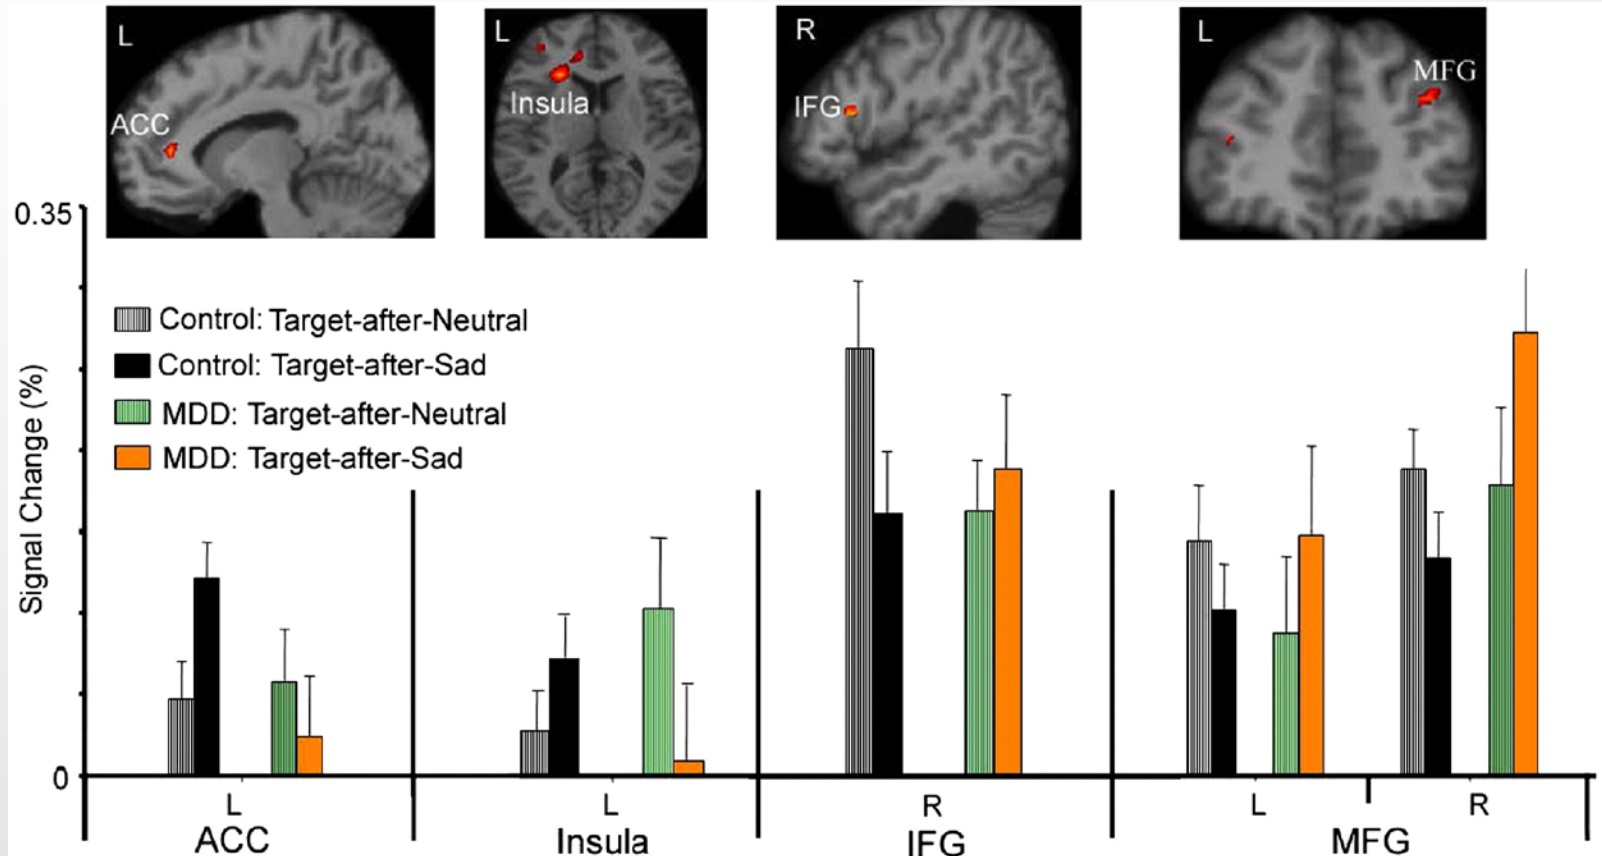 L
ACC
L
Insula
R
IFG
L
MFG
0.35
Signal Change (%)
Control: Target-after-Neutral
Control: Target-after-Sad
MDD: Target-after-Neutral
MDD: Target-after-Sad
0
L
L
R
L
R
ACC
Insula
IFG
MFG